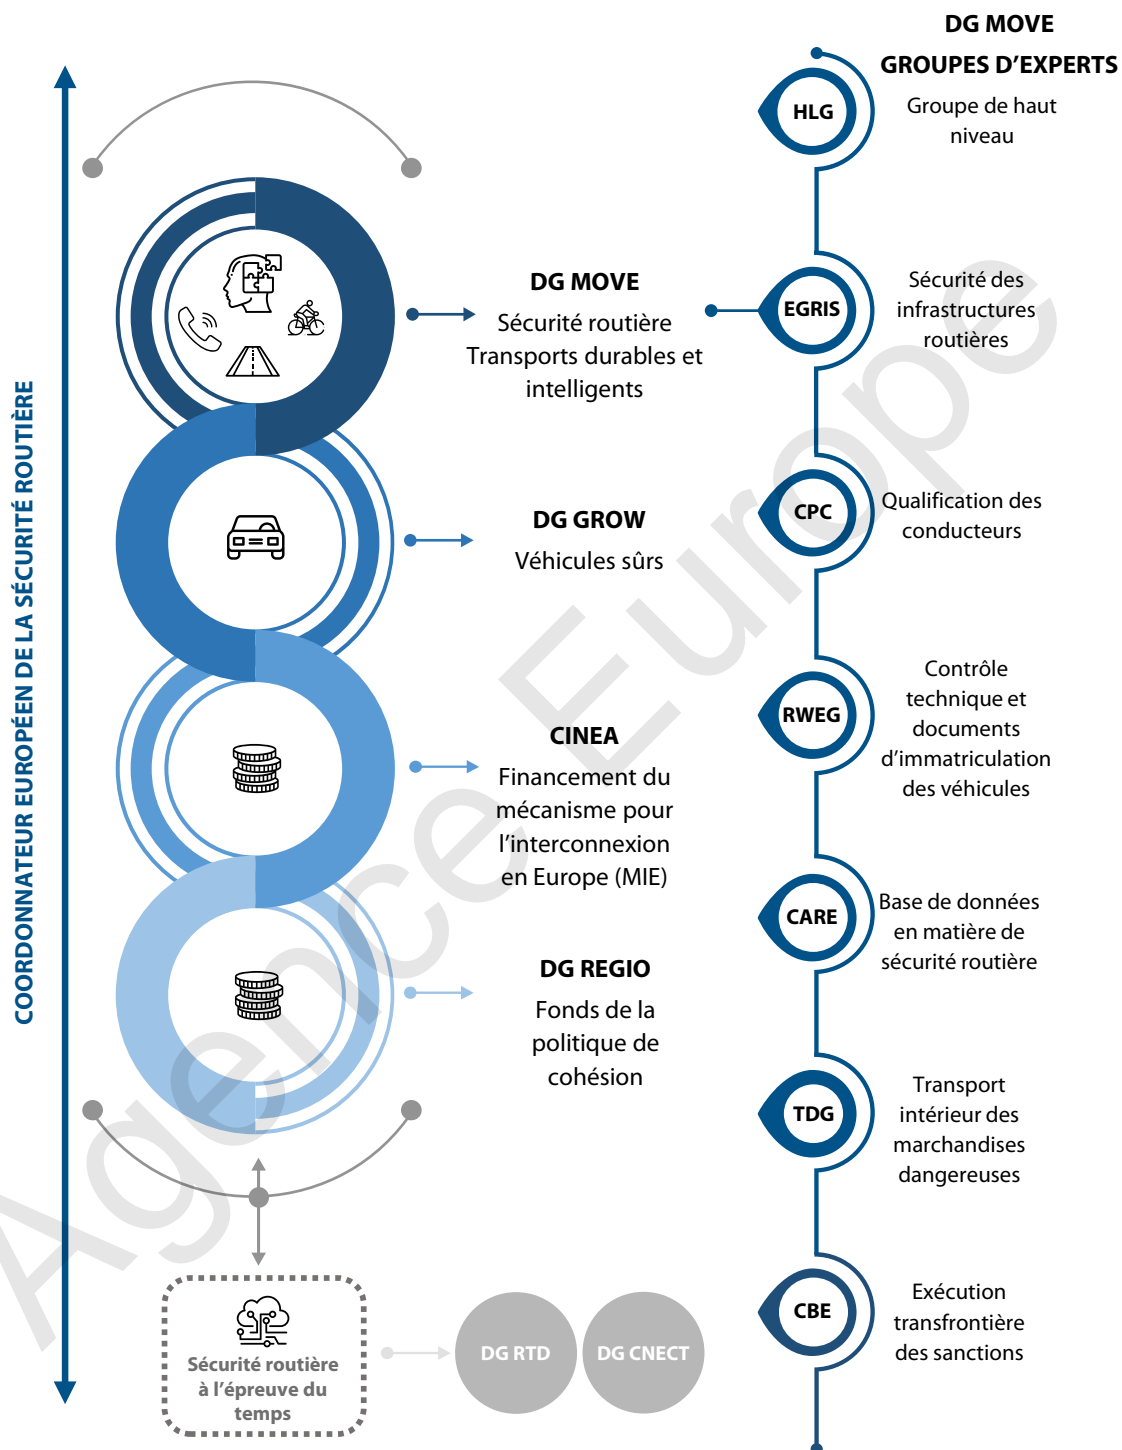 COORDONNATEUR EUROPÉEN DE LA SÉCURITÉ ROUTIÈRE
DG MOVE
Sécurité routière
Transports durables et
intelligents
DG GROW
Véhicules sûrs
CINEA
Financement du
mécanisme pour
l’interconnexion
en Europe (MIE)
DG REGIO
Fonds de la
politique de
cohésion
Sécurité routière
à l’épreuve du
temps
DG RTD
DG CNECT
DG MOVE
GROUPES D’EXPERTS
HLG
Groupe de haut
niveau
EGRIS
Sécurité des
infrastructures
routières
CPC
Qualification des
conducteurs
RWEG
Contrôle
technique et
documents
d’immatriculation
des véhicules
CARE
Base de données
en matière de
sécurité routière
TDG
Transport
intérieur des
marchandises
dangereuses
CBE
Exécution
transfrontière
des sanctions
Agence Europe